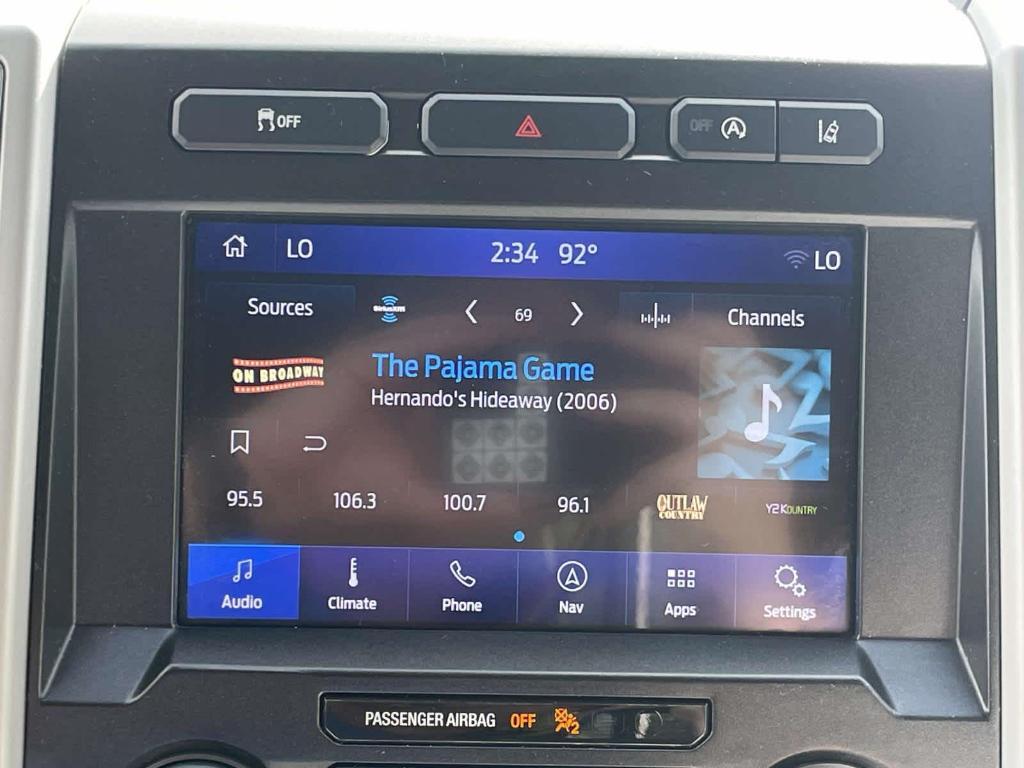 OFF
OFF A
LO 2:34 92° LO
Sources SiriusXM 69 Channels
ON BROADWAY
The Pajama Game
Hernando's Hideaway (2006)
95.5 106.3 100.7 96.1 OUTLAW COUNTRY Y2KOUNTRY
Audio Climate Phone Nav Apps Settings
PASSENGER AIRBAG OFF 2